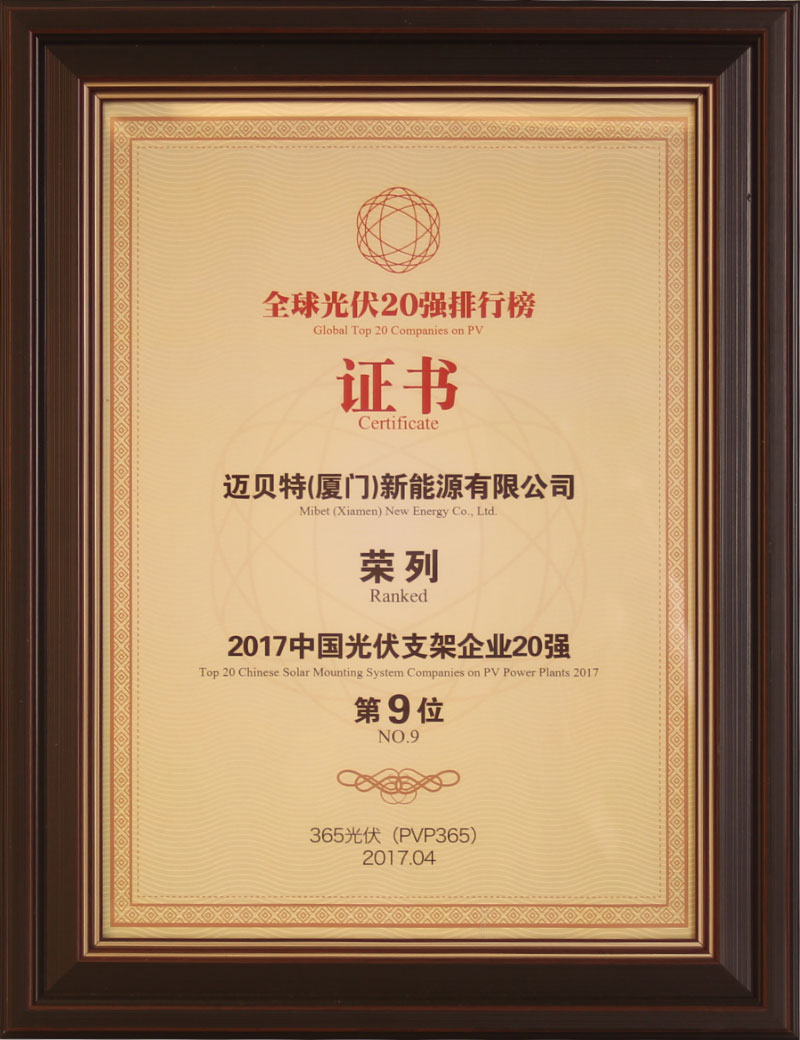 全球光伏20强排行榜
Global Top 20 Companies on PV
证书
Certificate
迈贝特(厦门)新能源有限公司
Mibet (Xiamen) New Energy Co., Ltd.
荣列
Ranked
2017中国光伏支架企业20强
Top 20 Chinese Solar Mounting System Companies on PV Power Plants 2017
第9位
NO.9
365光伏（PVP365）
2017.04